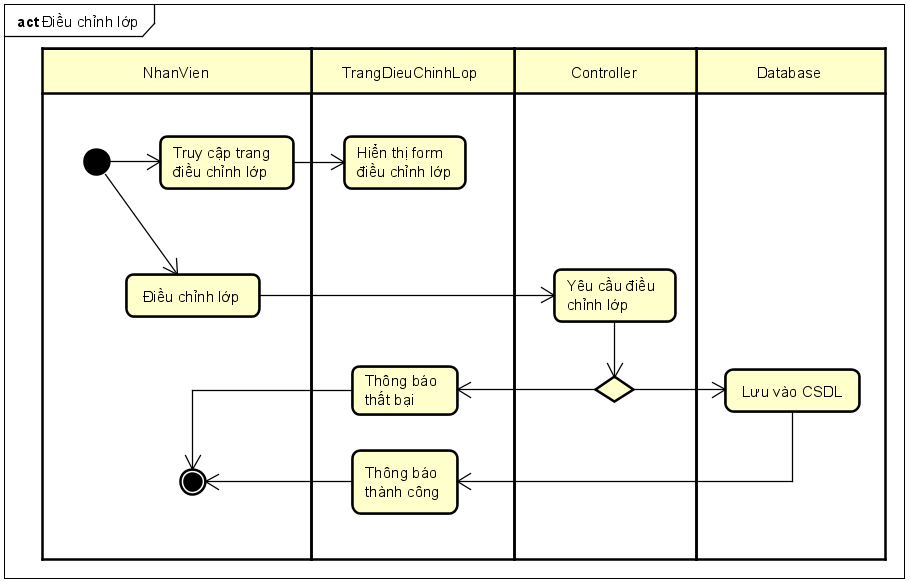 act Điều chỉnh lớp
NhanVien
TrangDieuChinhLop
Controller
Database
Truy cập trang
điều chỉnh lớp
Hiển thị form
điều chỉnh lớp
Điều chỉnh lớp
Yêu cầu điều
chỉnh lớp
Thông báo
thất bại
Lưu vào CSDL
Thông báo
thành công